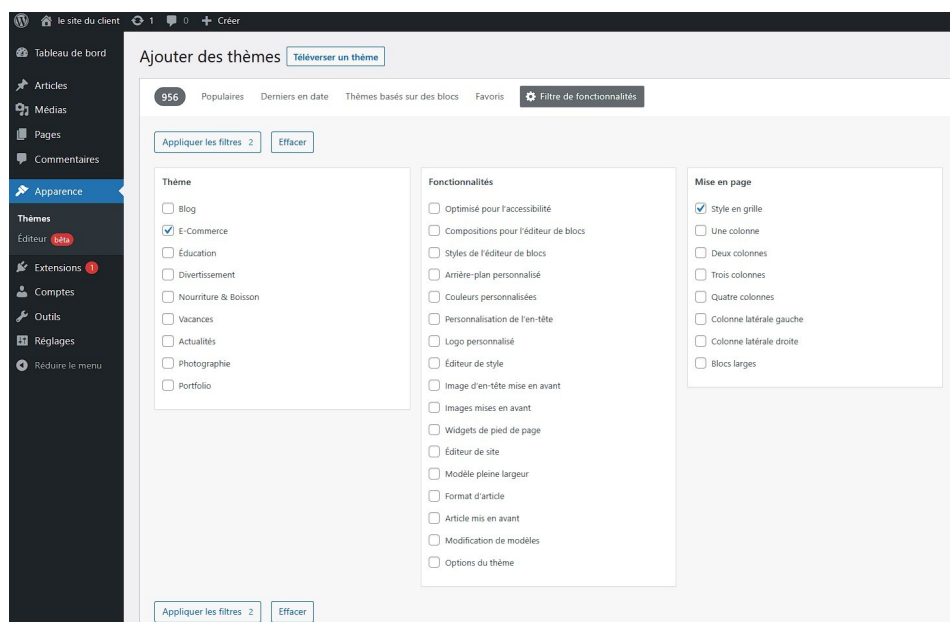 le site du client 1 0 + Créer
Tableau de bord
Articles
Médias
Pages
Commentaires
Apparence
Thèmes
Éditeur bêta
Extensions 1
Comptes
Outils
Réglages
Réduire le menu
Ajouter des thèmes Téléverser un thème
956 Populaires Derniers en date Thèmes basés sur des blocs Favoris Filtre de fonctionnalités
Appliquer les filtres 2 Effacer
Thème
Blog
E-Commerce
Éducation
Divertissement
Nourriture & Boisson
Vacances
Actualités
Photographie
Portfolio
Fonctionnalités
Optimisé pour l'accessibilité
Compositions pour l'éditeur de blocs
Styles de l'éditeur de blocs
Arrière-plan personnalisé
Couleurs personnalisées
Personnalisation de l'en-tête
Logo personnalisé
Éditeur de style
Image d'en-tête mise en avant
Images mises en avant
Widgets de pied de page
Éditeur de site
Modèle pleine largeur
Format d'article
Article mis en avant
Modification de modèles
Options du thème
Mise en page
Style en grille
Une colonne
Deux colonnes
Trois colonnes
Quatre colonnes
Colonne latérale gauche
Colonne latérale droite
Blocs larges
Appliquer les filtres 2 Effacer